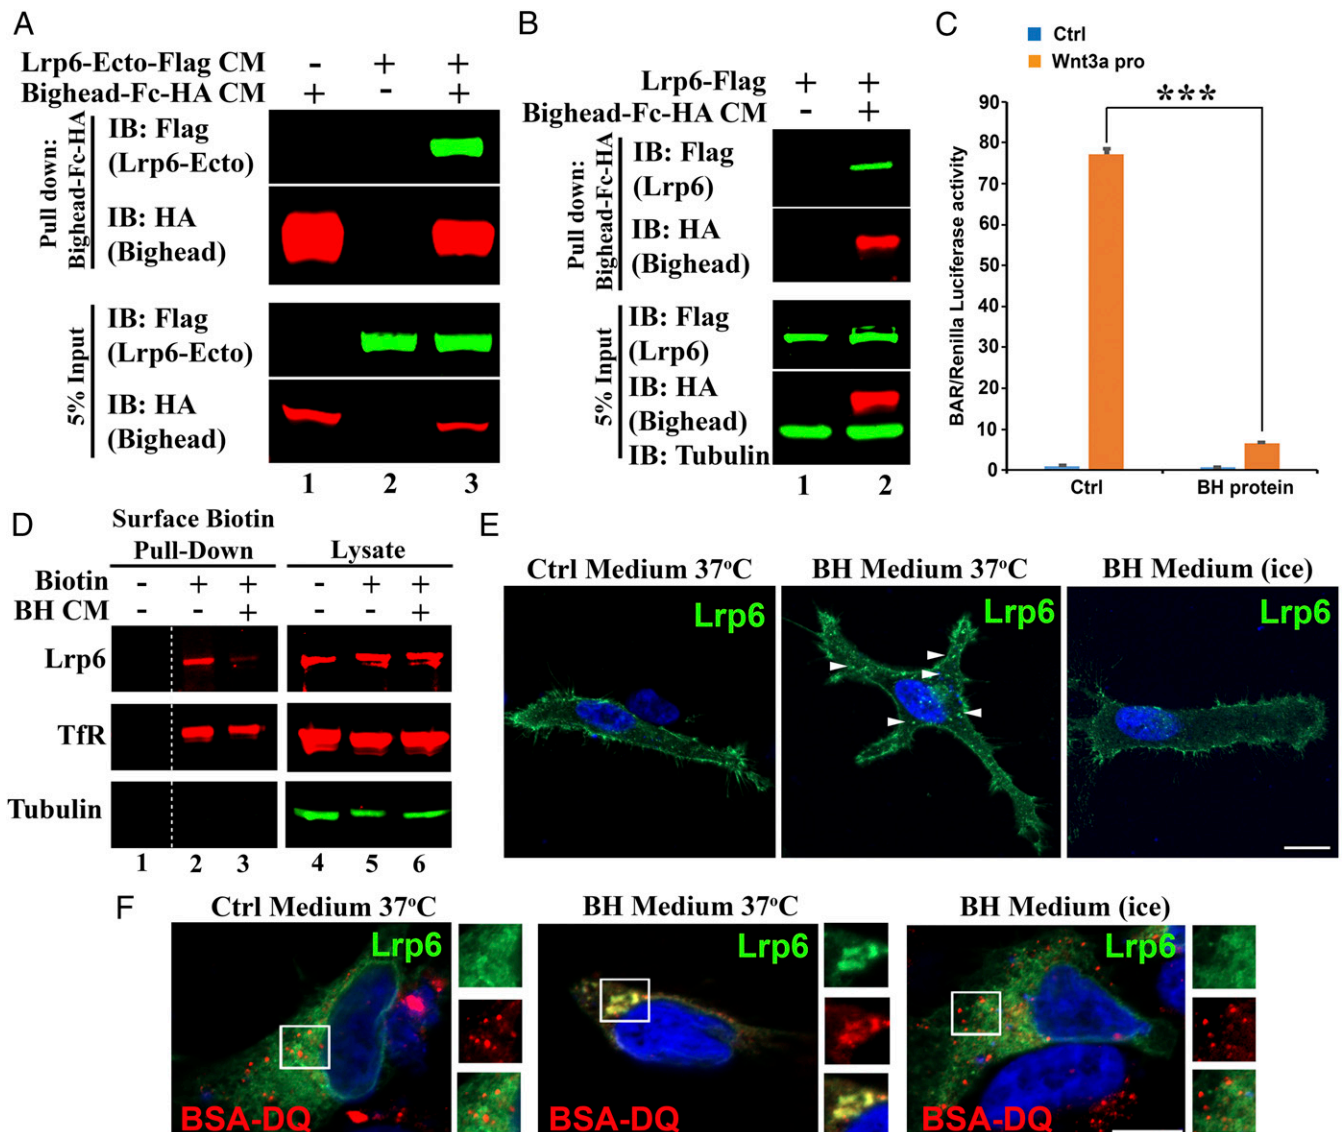 A
Lrp6-Ecto-Flag CM - + +
Bighead-Fc-HA CM + - +
Pull down:
Bighead-Fc-HA
IB: Flag
(Lrp6-Ecto)
IB: HA
(Bighead)
5% Input
IB: Flag
(Lrp6-Ecto)
IB: HA
(Bighead)
1 2 3
B
Lrp6-Flag + +
Bighead-Fc-HA CM - +
Pull down:
Bighead-Fc-HA
IB: Flag
(Lrp6)
IB: HA
(Bighead)
5% Input
IB: Flag
(Lrp6)
IB: HA
(Bighead)
IB: Tubulin
1 2
C
Ctrl
Wnt3a pro
***
BAR/Renilla Luciferase activity
90
80
70
60
50
40
30
20
10
0
Ctrl BH protein
D
Surface Biotin
Pull-Down Lysate
Biotin - + + - + +
BH CM - - + - - +
Lrp6
TfR
Tubulin
1 2 3 4 5 6
E
Ctrl Medium 37°C BH Medium 37°C BH Medium (ice)
Lrp6 Lrp6 Lrp6
F
Ctrl Medium 37°C BH Medium 37°C BH Medium (ice)
Lrp6 Lrp6 Lrp6
BSA-DQ BSA-DQ BSA-DQ